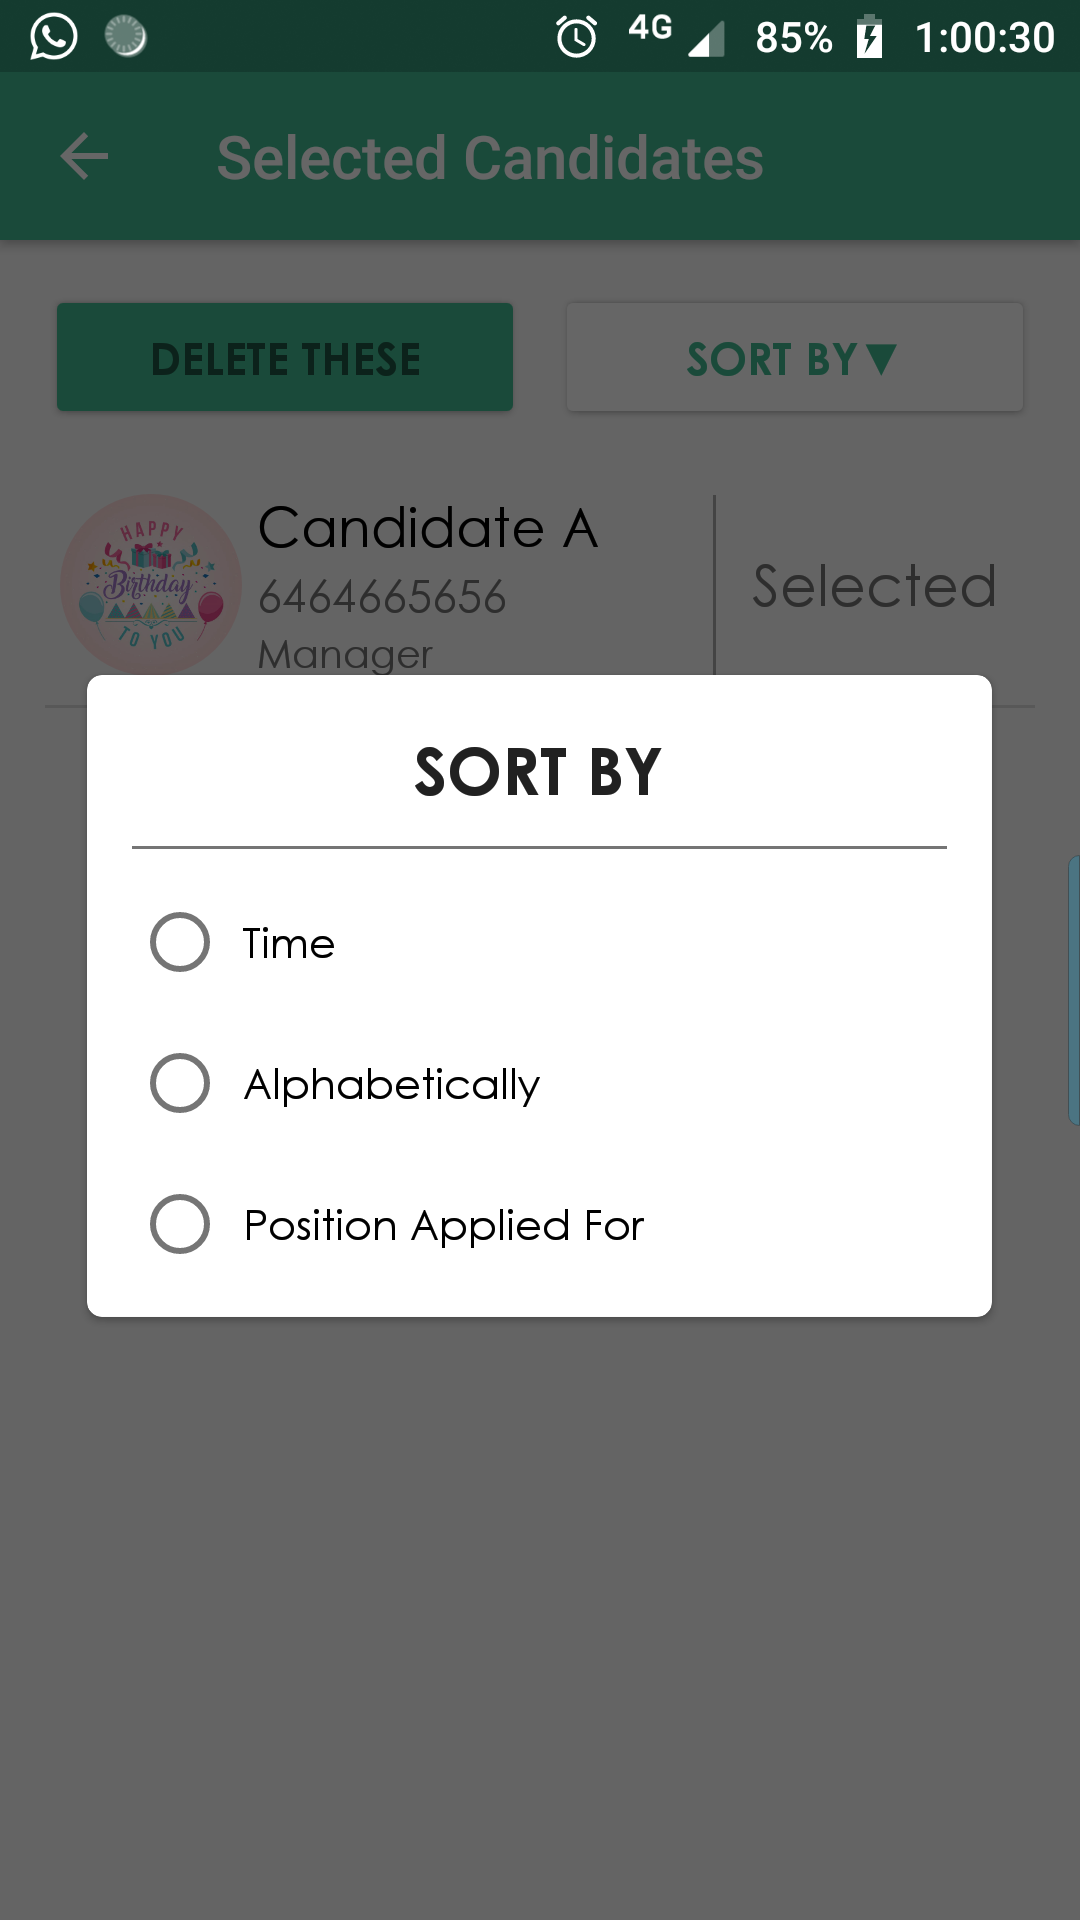 4G 85% 1:00:30
Selected Candidates
DELETE THESE
SORT BY▼
HAPPY
Birthday
TO YOU
Candidate A
6464665656
Manager
Selected
SORT BY
Time
Alphabetically
Position Applied For